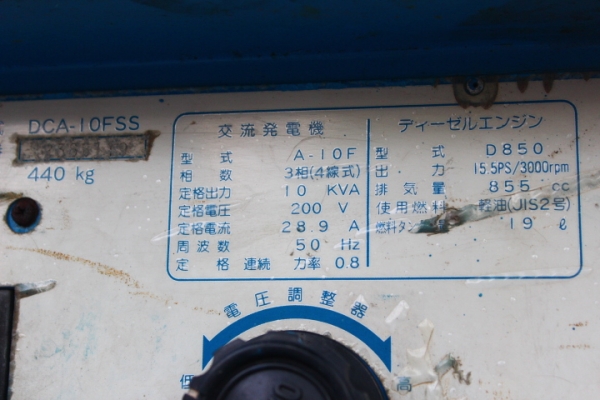 DCA-10FSS
440 kg
交流発電機
型式 A-10F
相数 3相(4線式)
定格出力 10 KVA
定格電圧 200 V
定格電流 28.9 A
周波数 50 Hz
定格 連続 力率 0.8
ディーゼルエンジン
型式 D850
出力 15.5PS/3000rpm
排気量 855 cc
使用燃料 軽油(JIS2号)
燃料タン 19 ℓ
電圧調整器
低
高